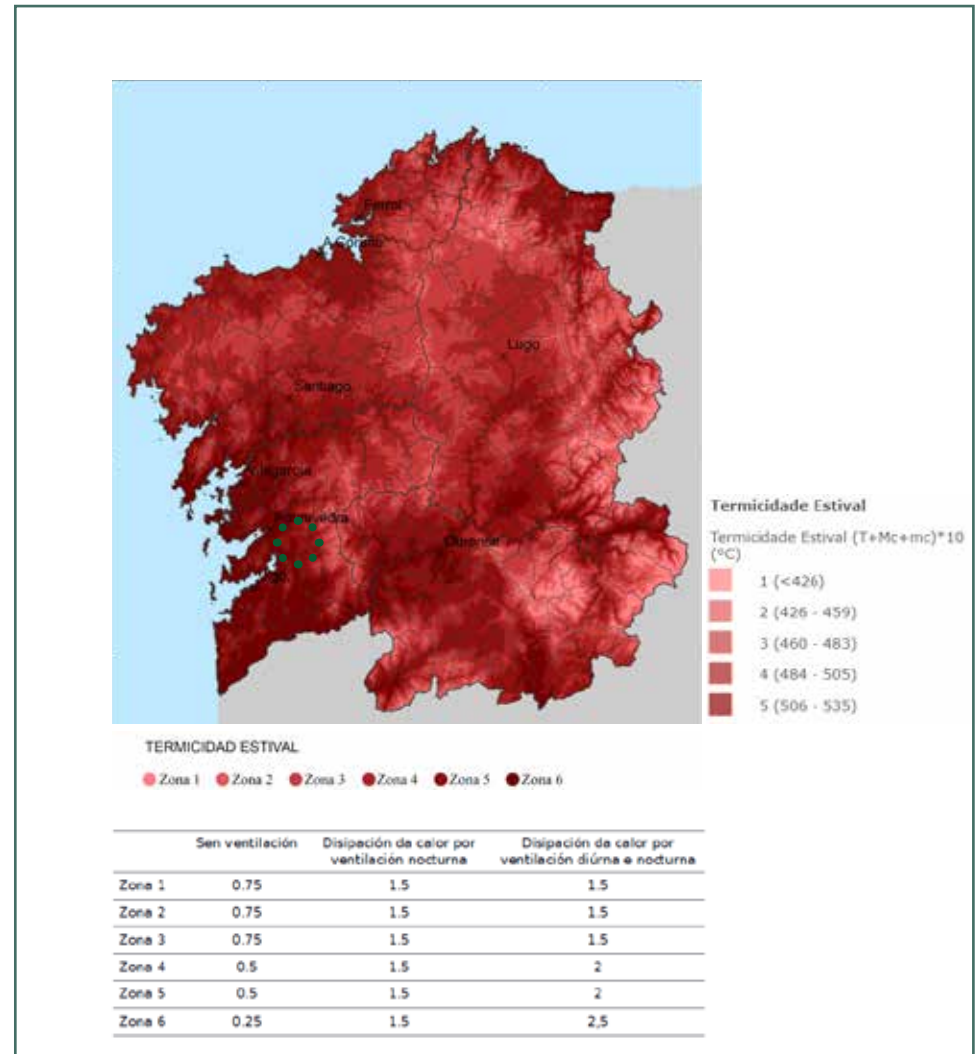 Ferrol
A Coruña
Lugo
Santiago
Ourense
Termicidade Estival
Termicidade Estival (T+Mc+mc)*10
(°C)
1 (<426)
2 (426 - 459)
3 (460 - 483)
4 (484 - 505)
5 (506 - 535)
TERMICIDAD ESTIVAL
Zona 1 Zona 2 Zona 3 Zona 4 Zona 5 Zona 6
Sen ventilación Disipación da calor por ventilación nocturna Disipación da calor por ventilación diúrna e nocturna
Zona 1 0.75 1.5 1.5
Zona 2 0.75 1.5 1.5
Zona 3 0.75 1.5 1.5
Zona 4 0.5 1.5 2
Zona 5 0.5 1.5 2
Zona 6 0.25 1.5 2,5